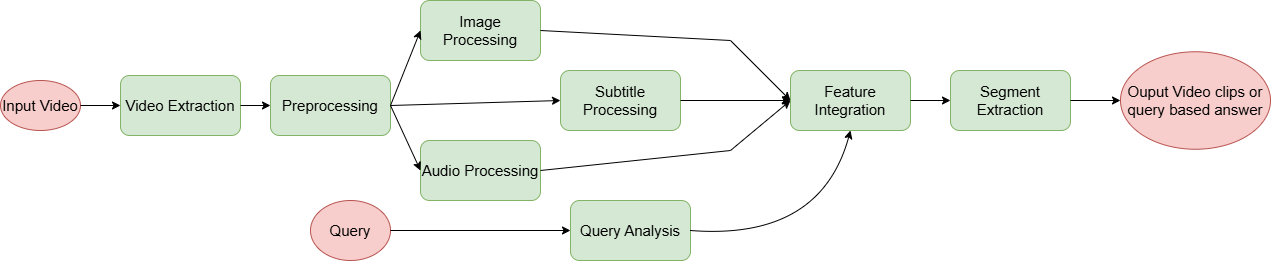 Input Video
Video Extraction
Preprocessing
Image
Processing
Subtitle
Processing
Audio Processing
Query
Query Analysis
Feature
Integration
Segment
Extraction
Ouput Video clips or
query based answer